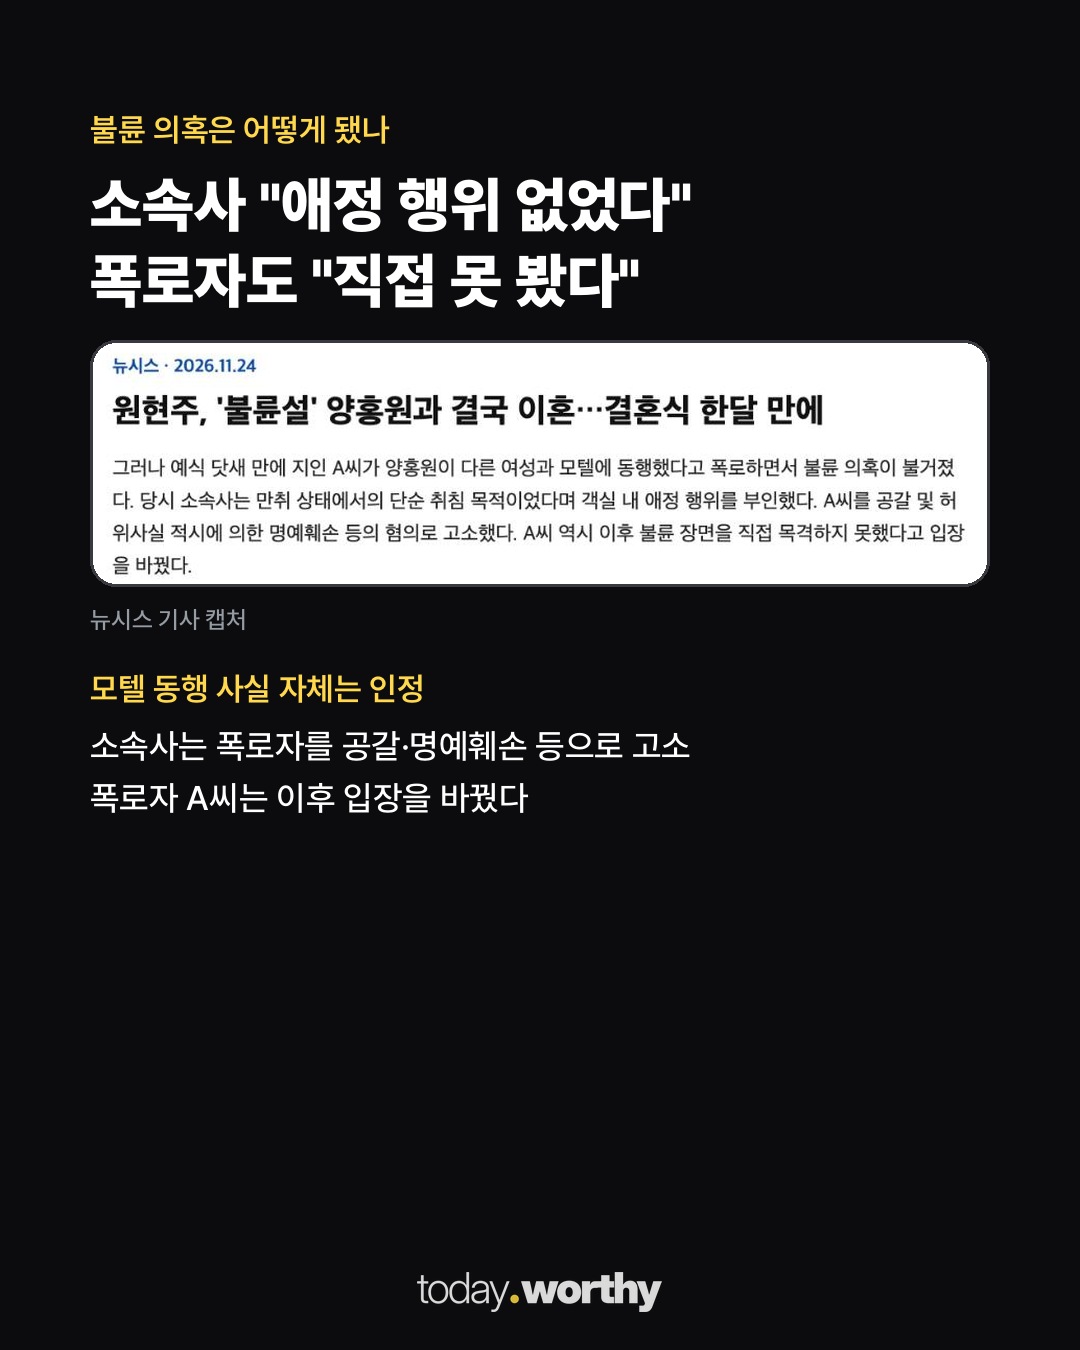 불륜 의혹은 어떻게 됐나
소속사 "애정 행위 없었다"
폭로자도 "직접 못 봤다"
뉴시스 · 2026.11.24
원현주, '불륜설' 양홍원과 결국 이혼…결혼식 한달 만에
그러나 예식 닷새 만에 지인 A씨가 양홍원이 다른 여성과 모텔에 동행했다고 폭로하면서 불륜 의혹이 불거졌
다. 당시 소속사는 만취 상태에서의 단순 취침 목적이었다며 객실 내 애정 행위를 부인했다. A씨를 공갈 및 허
위사실 적시에 의한 명예훼손 등의 혐의로 고소했다. A씨 역시 이후 불륜 장면을 직접 목격하지 못했다고 입장
을 바꿨다.
뉴시스 기사 캡처
모텔 동행 사실 자체는 인정
소속사는 폭로자를 공갈·명예훼손 등으로 고소
폭로자 A씨는 이후 입장을 바꿨다
today.worthy